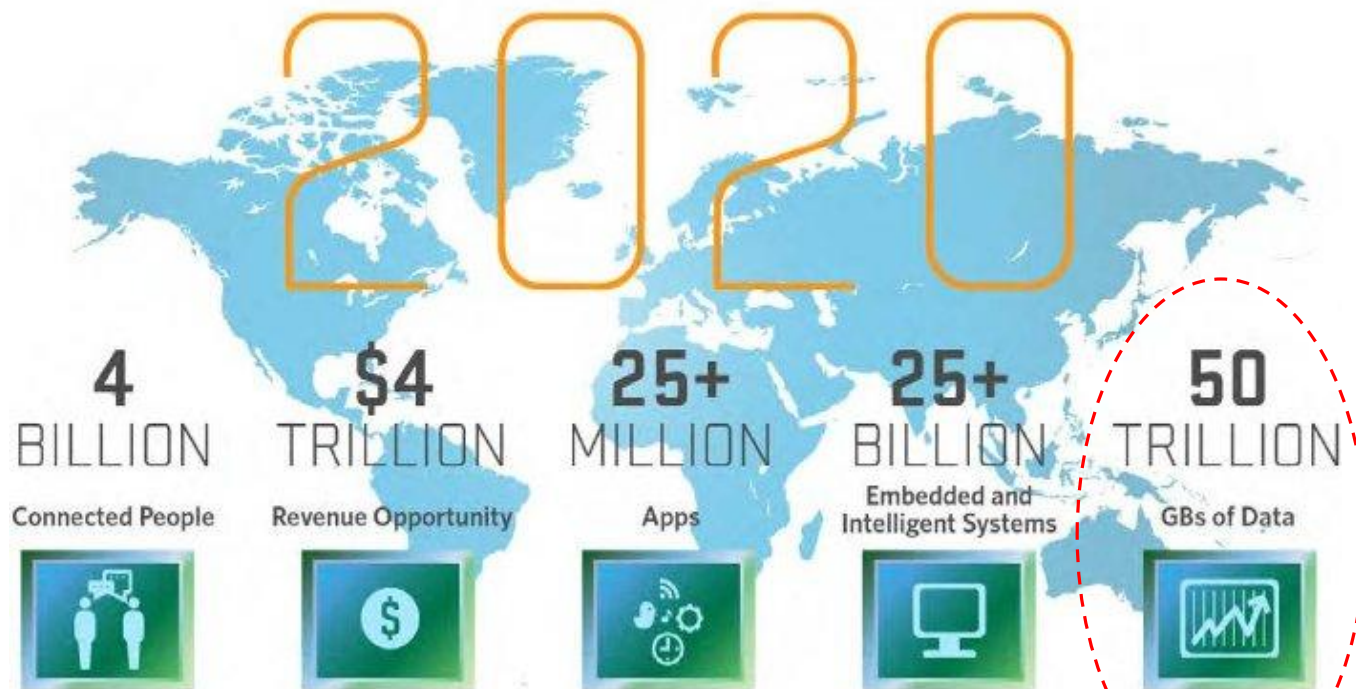 2020
4
BILLION
Connected People
$4
TRILLION
Revenue Opportunity
$
25+
MILLION
Apps
25+
BILLION
Embedded and
Intelligent Systems
50
TRILLION
GBs of Data